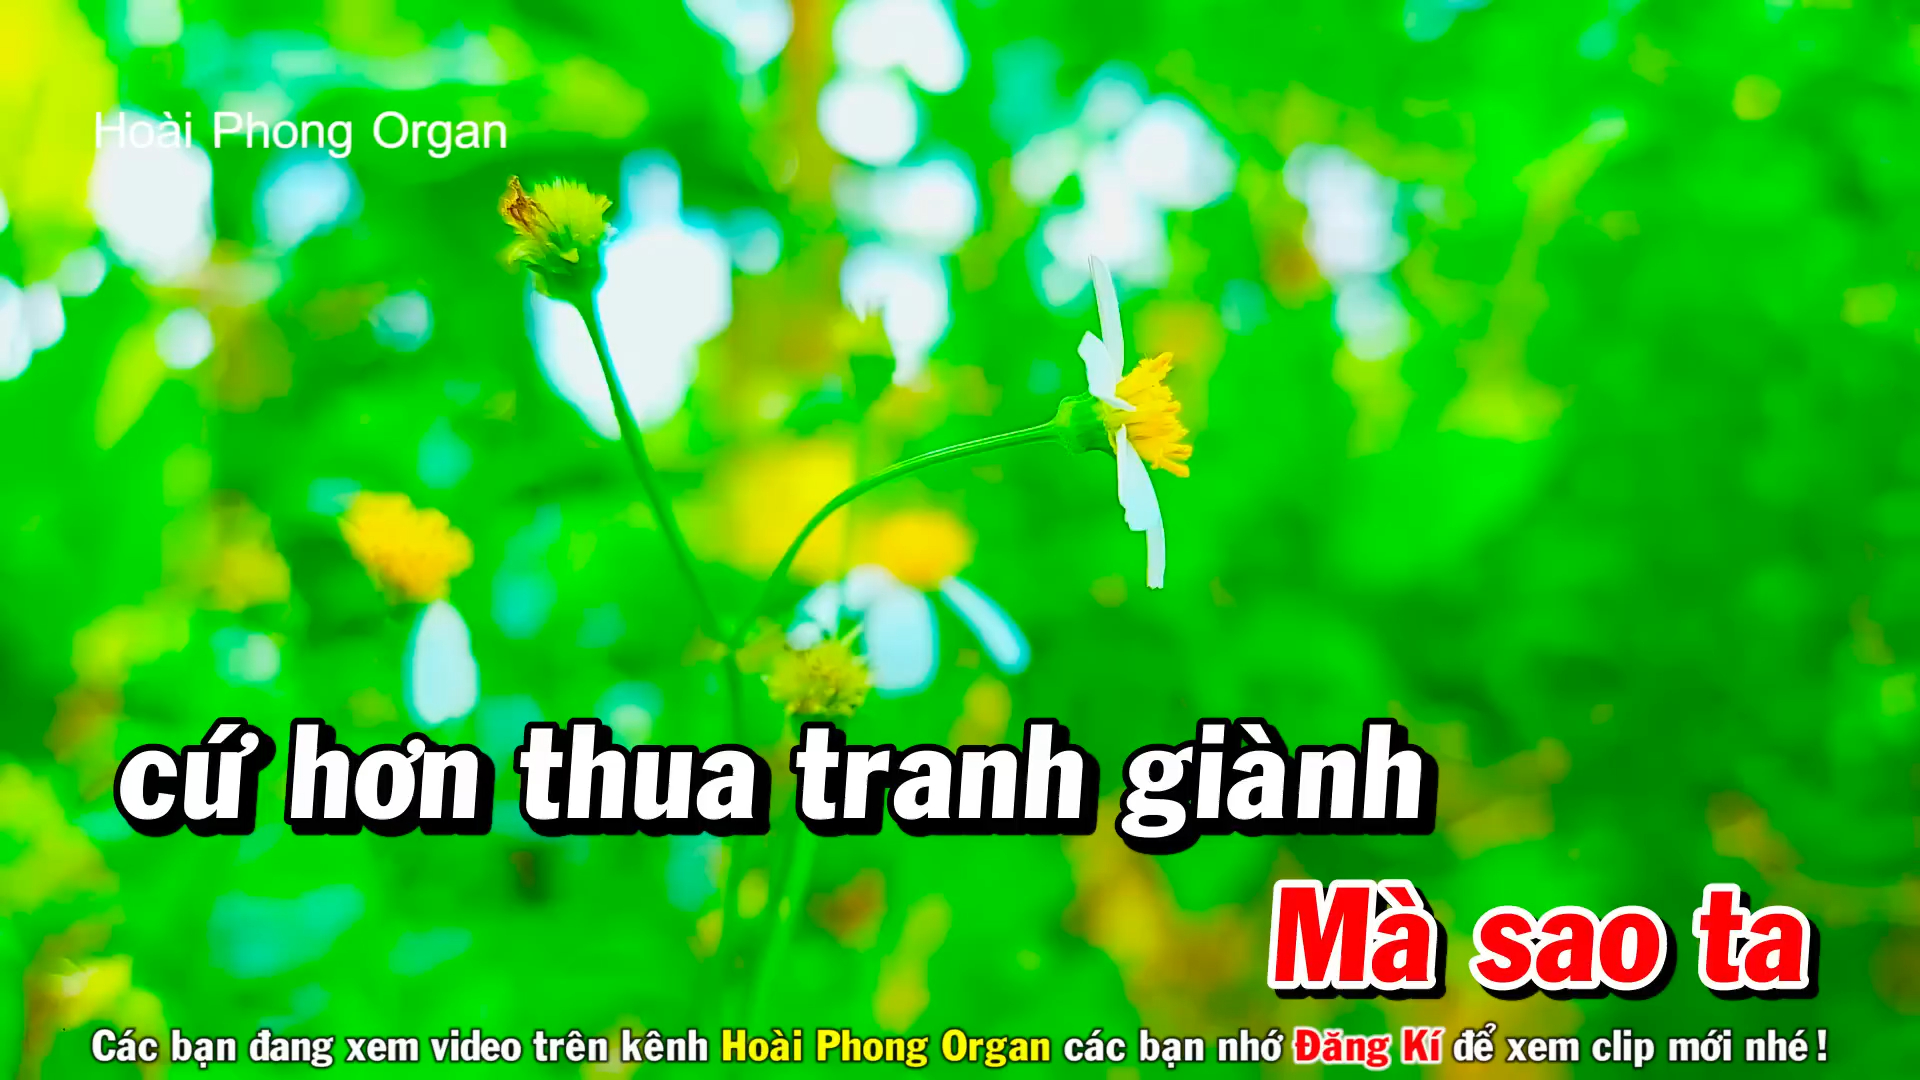 Hoài Phong Organ
cứ hơn thua tranh giành
Mà sao ta
Các bạn đang xem video trên kênh Hoài Phong Organ các bạn nhớ Đăng Kí để xem clip mới nhé !